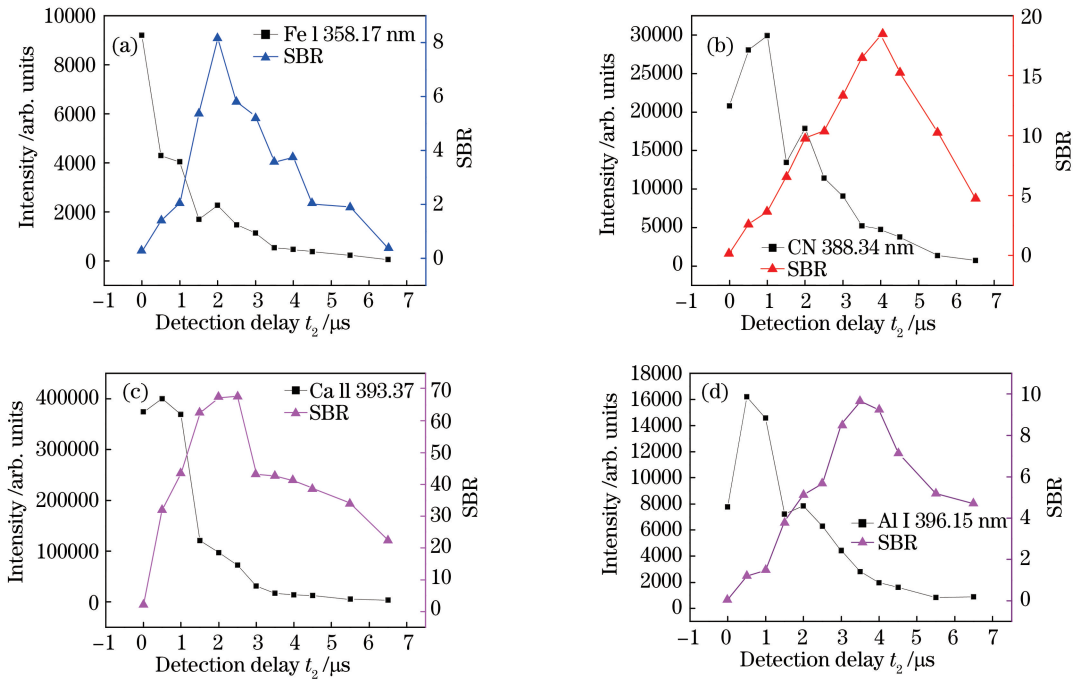 (a)
Fe l 358.17 nm
SBR
10000
8000
6000
4000
2000
0
8
6
4
2
0
Intensity /arb. units
SBR
−1 0 1 2 3 4 5 6 7
Detection delay t2 /μs
(b)
CN 388.34 nm
SBR
30000
25000
20000
15000
10000
5000
0
20
15
10
5
0
Intensity /arb. units
SBR
−1 0 1 2 3 4 5 6 7
Detection delay t2 /μs
(c)
Ca ll 393.37
SBR
400000
300000
200000
100000
0
70
60
50
40
30
20
10
0
Intensity /arb. units
SBR
−1 0 1 2 3 4 5 6 7
Detection delay t2 /μs
(d)
Al I 396.15 nm
SBR
18000
16000
14000
12000
10000
8000
6000
4000
2000
0
10
8
6
4
2
0
Intensity /arb. units
SBR
−1 0 1 2 3 4 5 6 7
Detection delay t2 /μs